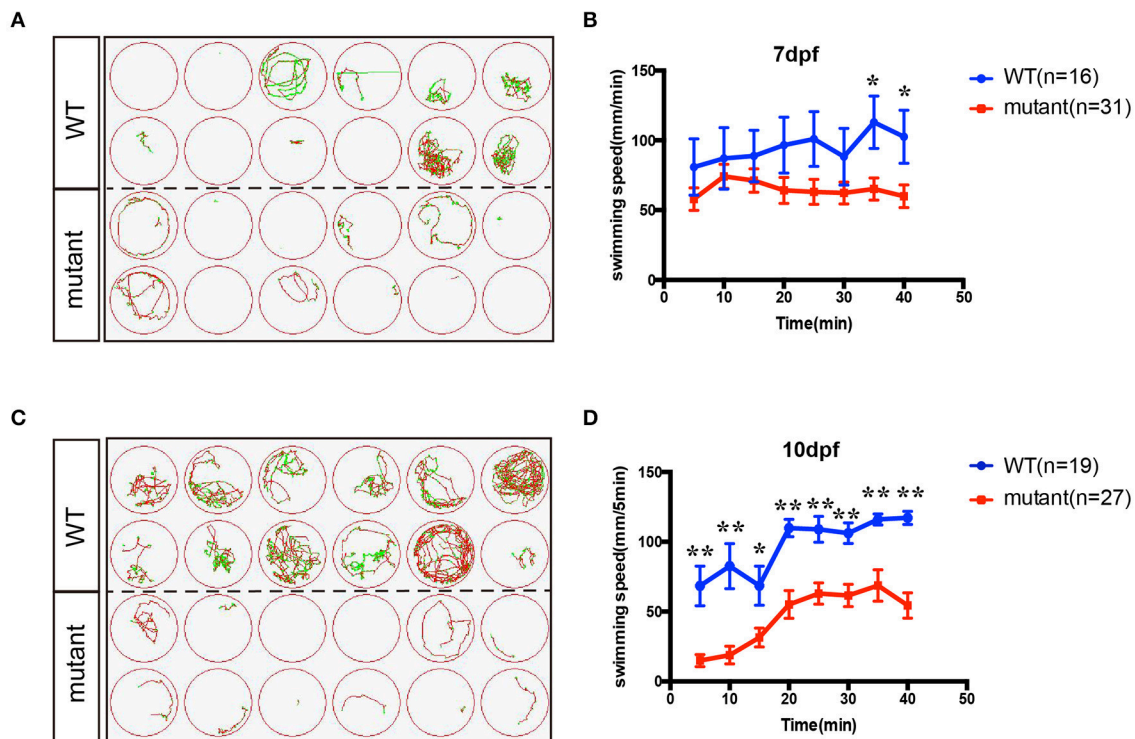 A
WT
mutant
B
7dpf
swimming speed(mm/min)
150
100
50
0
* *
0 10 20 30 40 50
Time(min)
WT(n=16)
mutant(n=31)
C
WT
mutant
D
10dpf
swimming speed(mm/5min)
150
100
50
0
** ** * ** ** ** ** **
0 10 20 30 40 50
Time(min)
WT(n=19)
mutant(n=27)